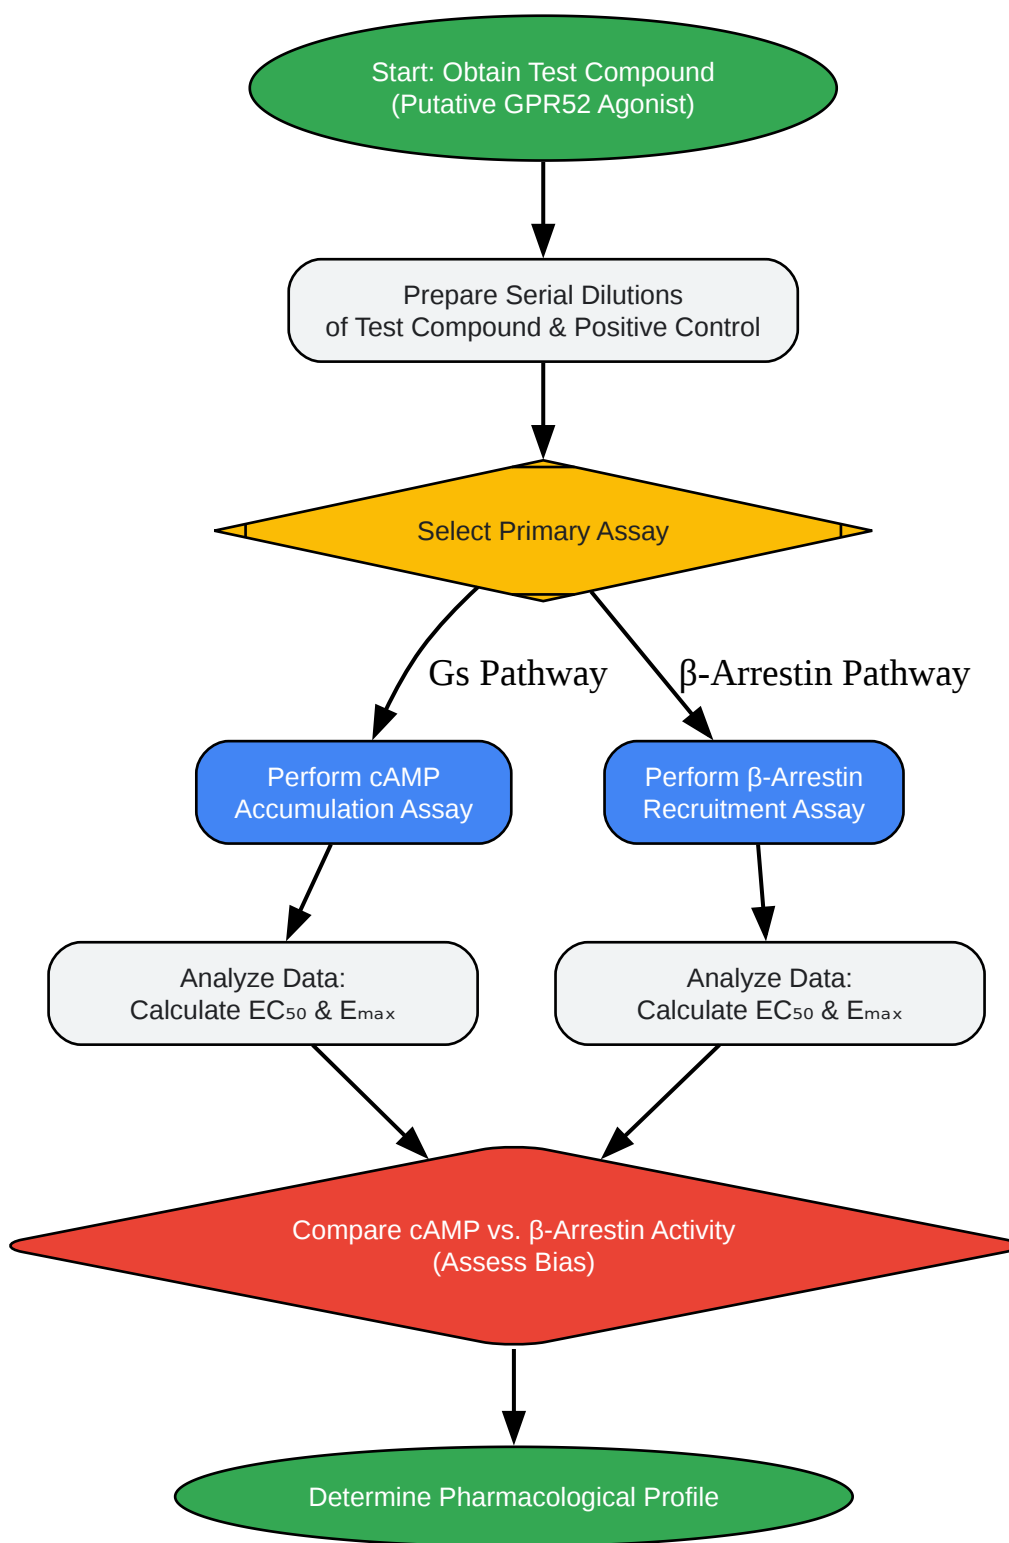 Start: Obtain Test Compound
(Putative GPR52 Agonist)
Prepare Serial Dilutions
of Test Compound & Positive Control
Select Primary Assay
Gs Pathway
β-Arrestin Pathway
Perform cAMP
Accumulation Assay
Perform β-Arrestin
Recruitment Assay
Analyze Data:
Calculate EC₅₀ & Eₘₐₓ
Analyze Data:
Calculate EC₅₀ & Eₘₐₓ
Compare cAMP vs. β-Arrestin Activity
(Assess Bias)
Determine Pharmacological Profile